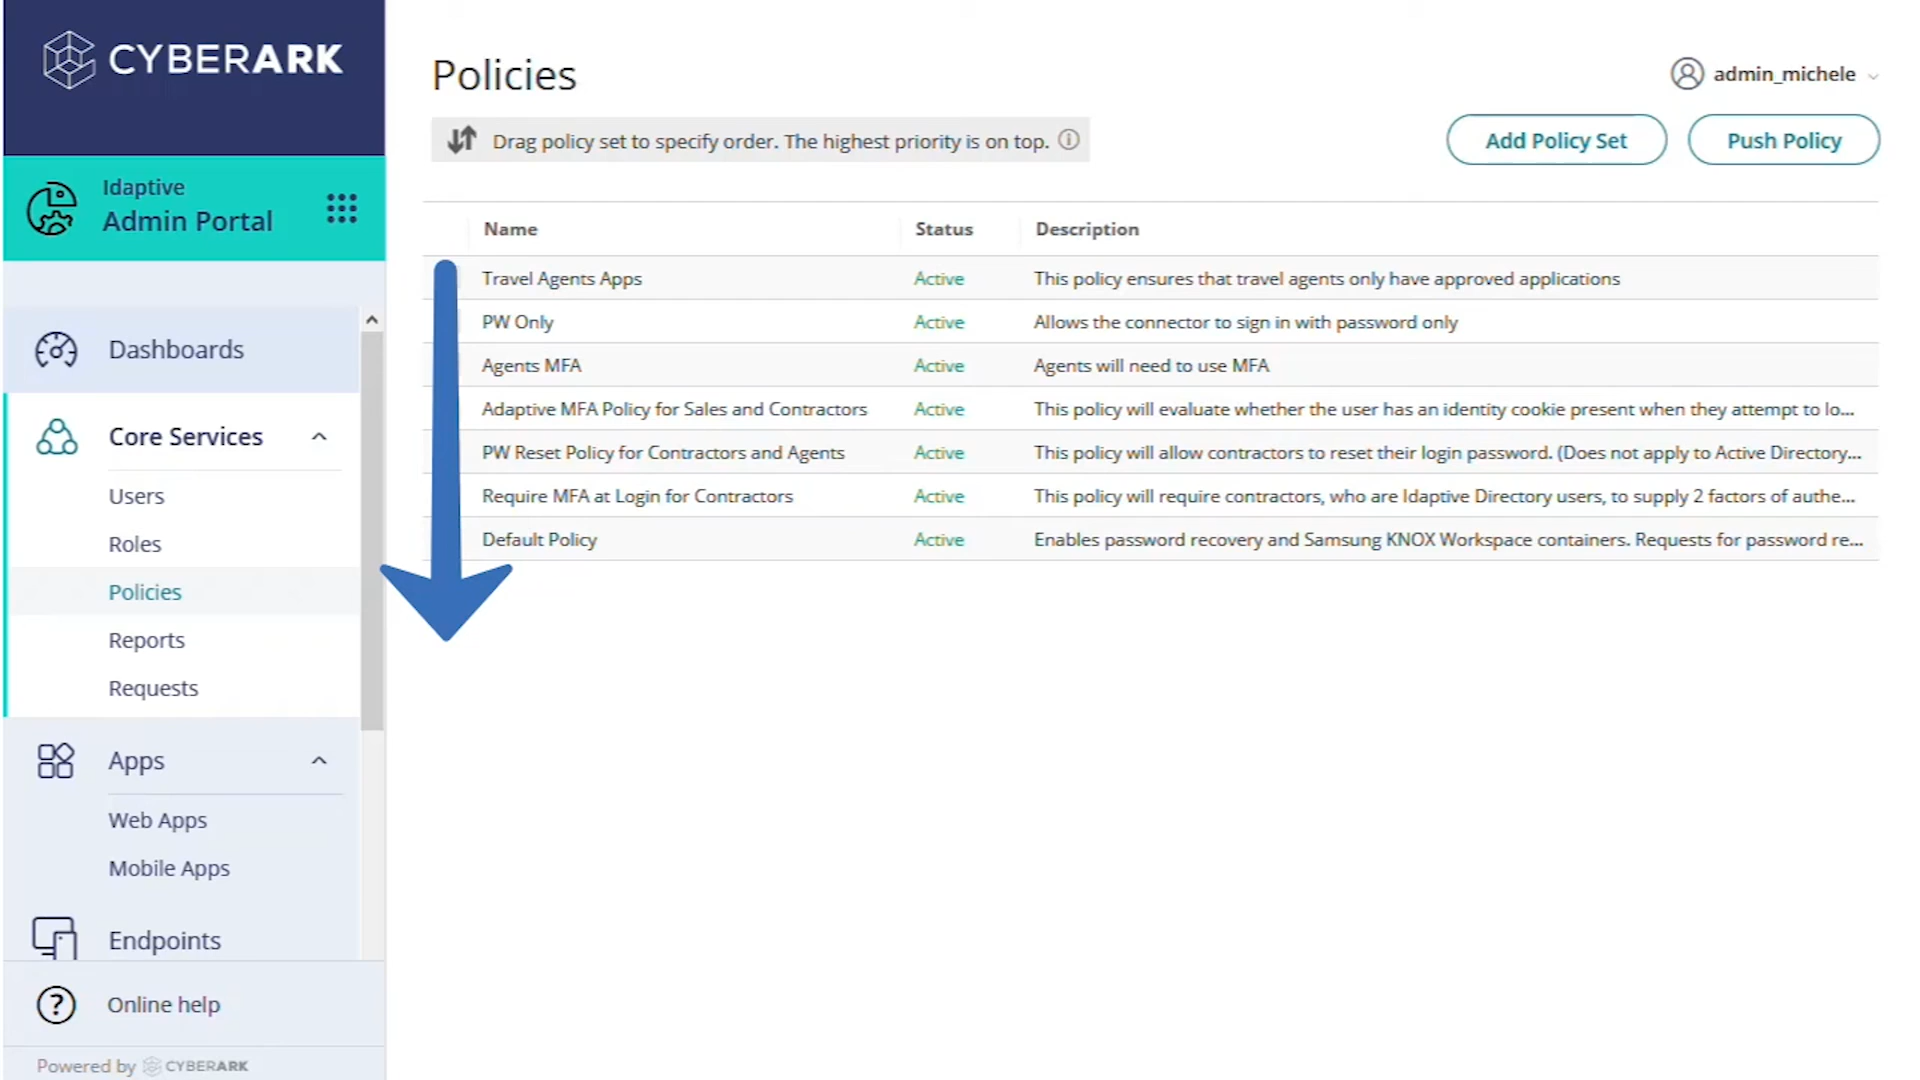 CYBERARK
Idaptive
Admin Portal
Dashboards
Core Services
Users
Roles
Policies
Reports
Requests
Apps
Web Apps
Mobile Apps
Endpoints
Online help
Powered by CYBERARK
Policies
admin_michele
Drag policy set to specify order. The highest priority is on top.
Add Policy Set
Push Policy
Name Status Description
Travel Agents Apps Active This policy ensures that travel agents only have approved applications
PW Only Active Allows the connector to sign in with password only
Agents MFA Active Agents will need to use MFA
Adaptive MFA Policy for Sales and Contractors Active This policy will evaluate whether the user has an identity cookie present when they attempt to lo...
PW Reset Policy for Contractors and Agents Active This policy will allow contractors to reset their login password. (Does not apply to Active Directory...
Require MFA at Login for Contractors Active This policy will require contractors, who are Idaptive Directory users, to supply 2 factors of authe...
Default Policy Active Enables password recovery and Samsung KNOX Workspace containers. Requests for password re...